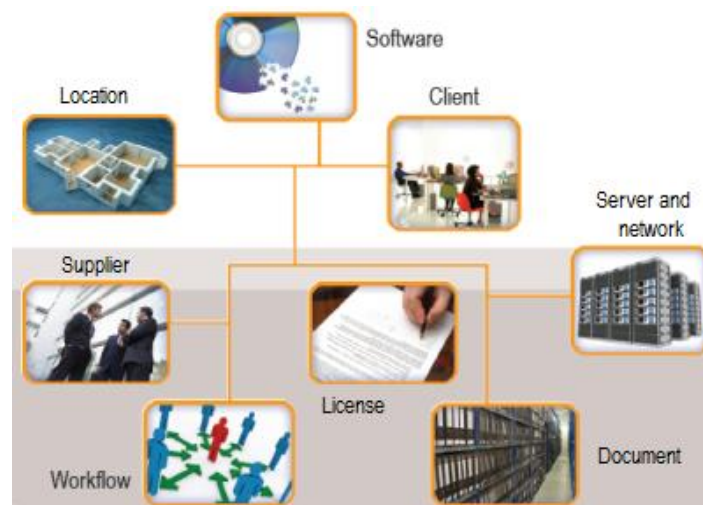 Software
Location
Client
Server and
network
Supplier
License
Document
Workflow